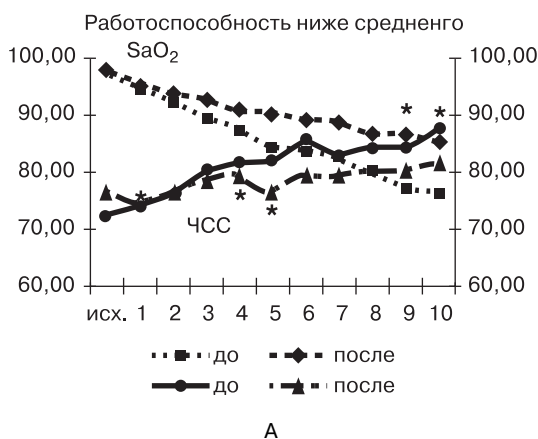 Работоспособность ниже средненго
SaO2
100,00 100,00
90,00 90,00
80,00 80,00
70,00 70,00
60,00 60,00
* * * * *
ЧСС
исх. 1 2 3 4 5 6 7 8 9 10
до после
до после
А